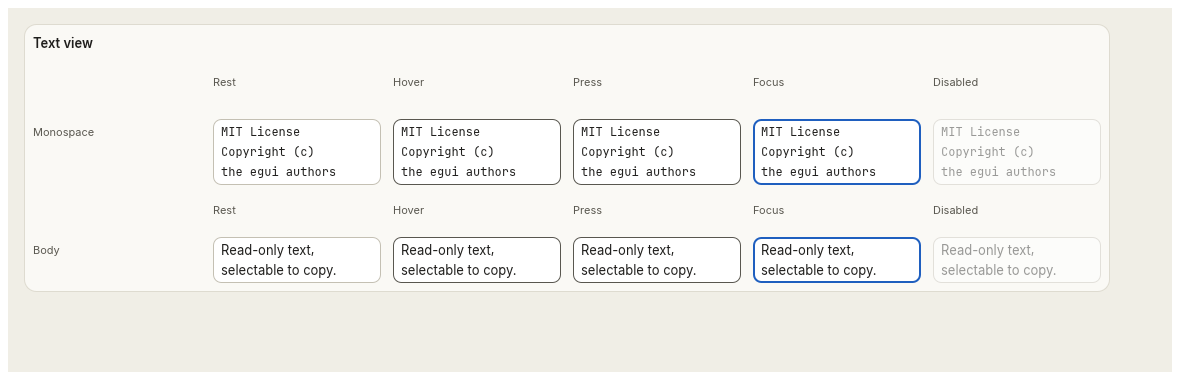 Text view
Rest Hover Press Focus Disabled
Monospace
MIT License MIT License MIT License MIT License MIT License
Copyright (c) Copyright (c) Copyright (c) Copyright (c) Copyright (c)
the egui authors the egui authors the egui authors the egui authors the egui authors
Rest Hover Press Focus Disabled
Body
Read-only text, Read-only text, Read-only text, Read-only text, Read-only text,
selectable to copy. selectable to copy. selectable to copy. selectable to copy. selectable to copy.